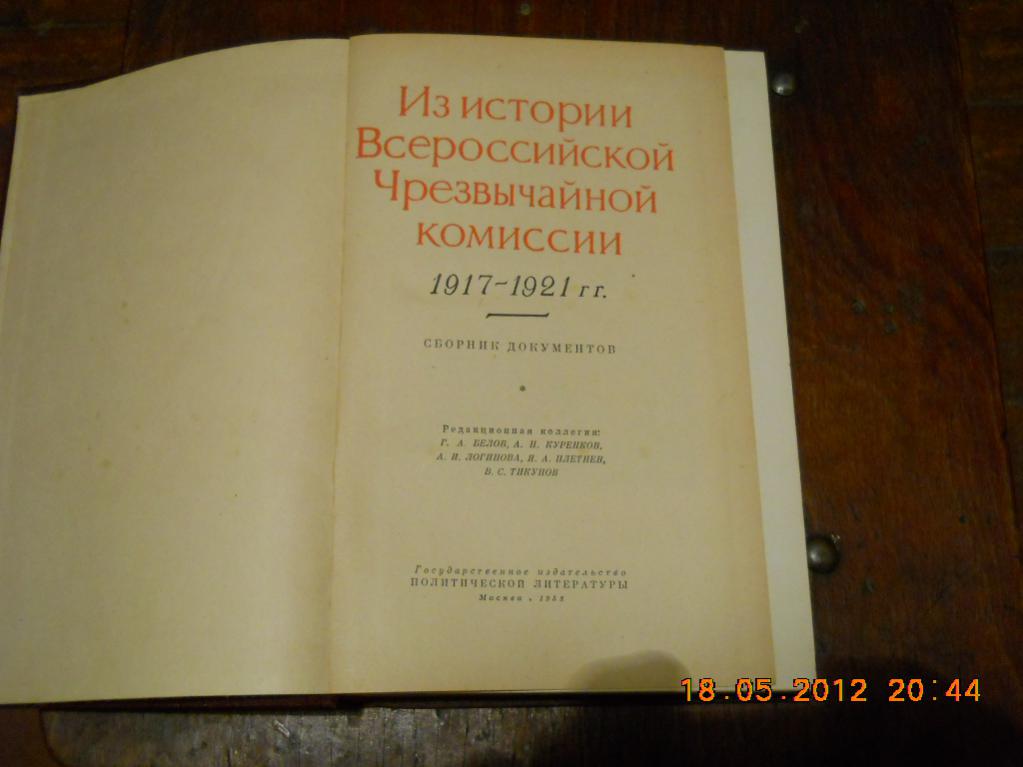 Из истории
Всероссийской
Чрезвычайной
комиссии
1917-1921 гг.
СБОРНИК ДОКУМЕНТОВ
*
Редакционная коллегия:
Г. А. БЕЛОВ, А. Н. КУРЕНКОВ,
А. И. ЛОГИНОВА, Я. А. ПЛЕТНЕВ,
В. С. ТИКУНОВ
Государственное издательство
ПОЛИТИЧЕСКОЙ ЛИТЕРАТУРЫ
Москва • 1958
18.05.2012 20:44